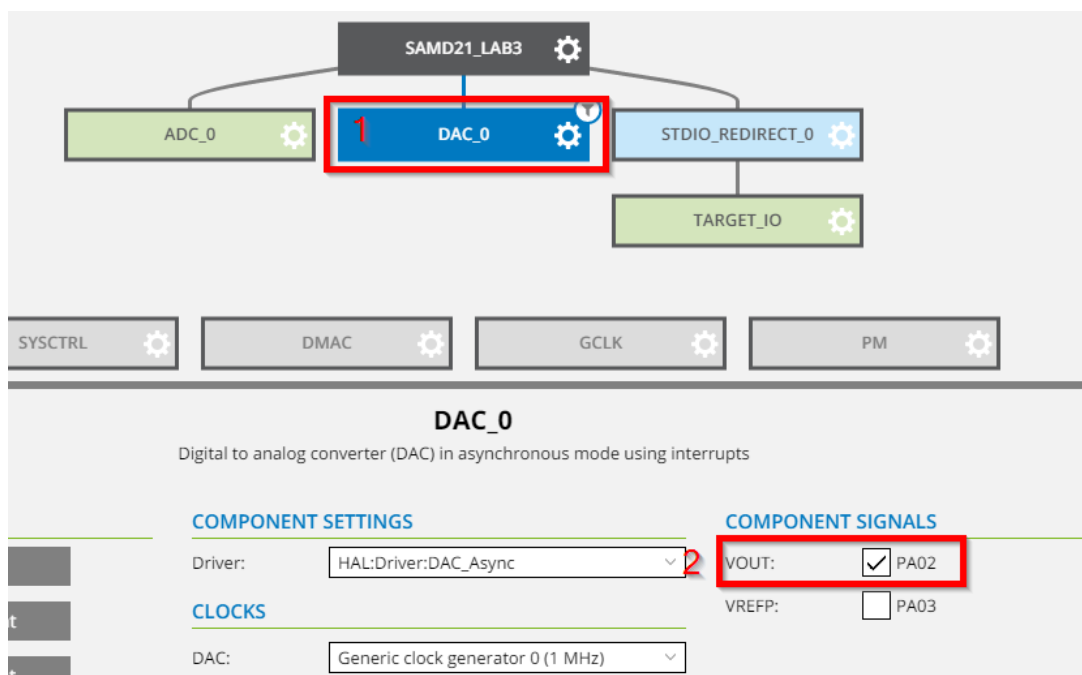 SAMD21_LAB3
ADC_0
1
DAC_0
STDIO_REDIRECT_0
TARGET_IO
SYSCTRL
DMAC
GCLK
PM
DAC_0
Digital to analog converter (DAC) in asynchronous mode using interrupts
COMPONENT SETTINGS
COMPONENT SIGNALS
Driver:
HAL:Driver:DAC_Async
2
VOUT:
PA02
CLOCKS
VREFP:
PA03
DAC:
Generic clock generator 0 (1 MHz)